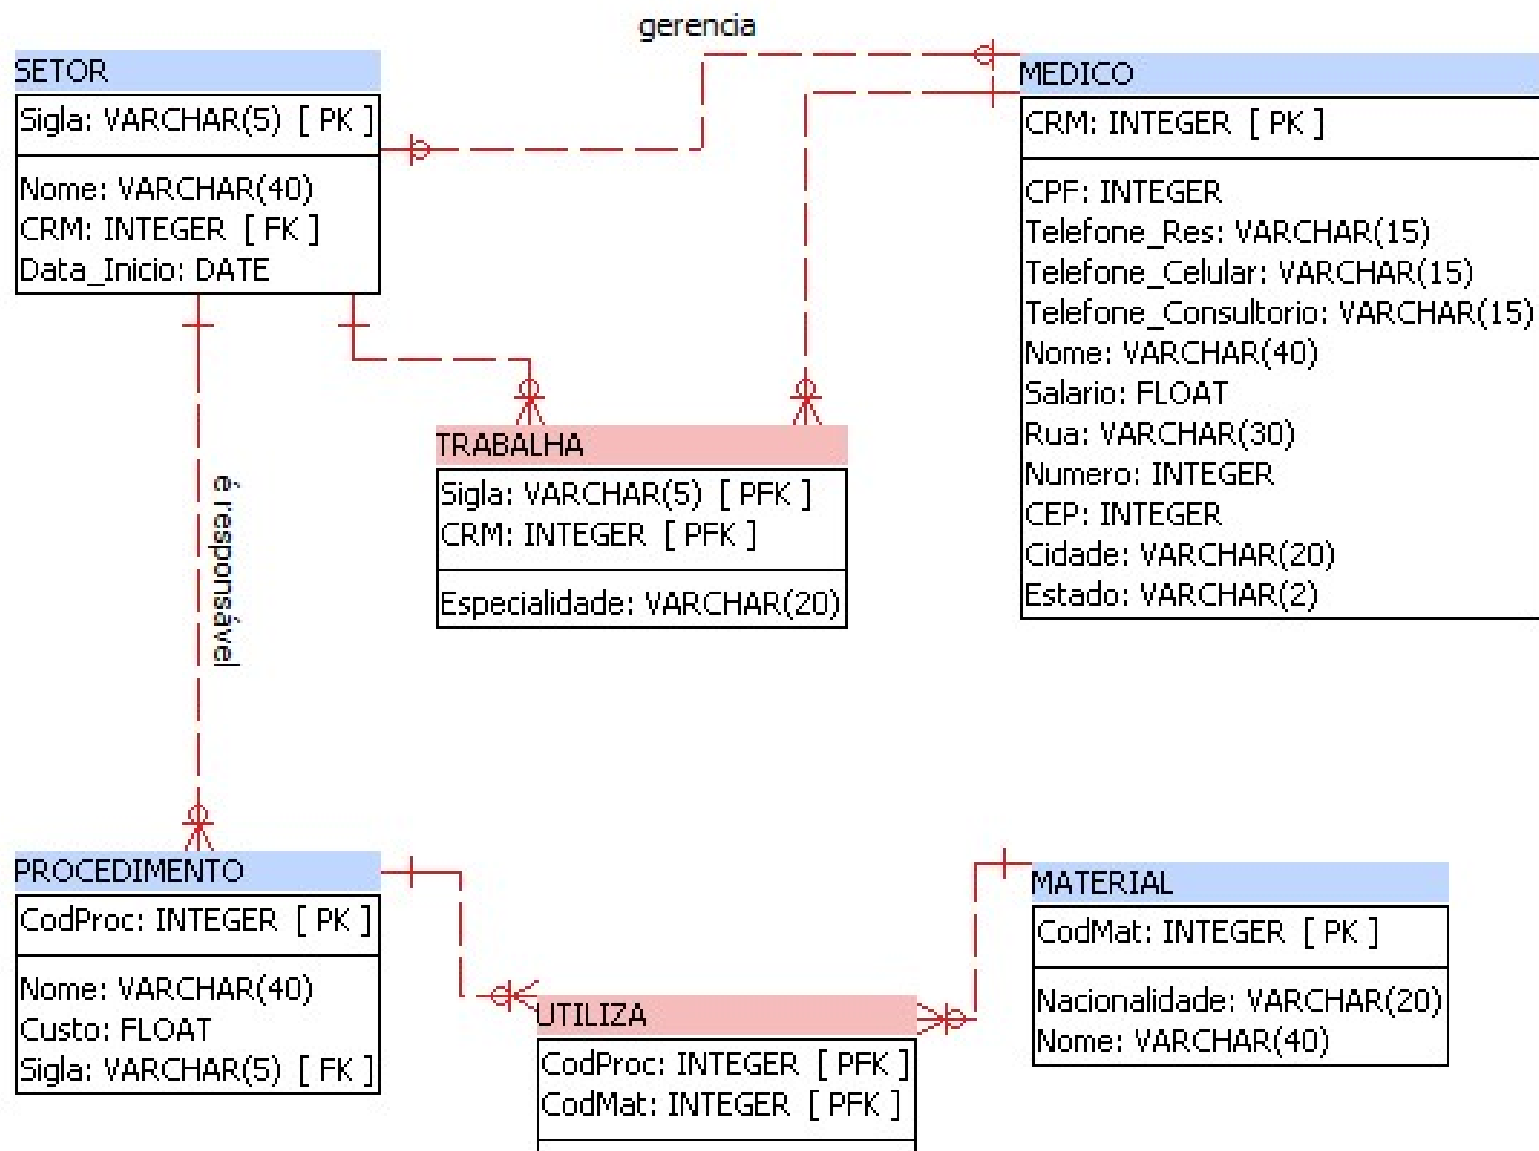 gerencia
SETOR
Sigla: VARCHAR(5) [ PK ]
Nome: VARCHAR(40)
CRM: INTEGER [ FK ]
Data_Inicio: DATE
MEDICO
CRM: INTEGER [ PK ]
CPF: INTEGER
Telefone_Res: VARCHAR(15)
Telefone_Celular: VARCHAR(15)
Telefone_Consultorio: VARCHAR(15)
Nome: VARCHAR(40)
Salario: FLOAT
Rua: VARCHAR(30)
Numero: INTEGER
CEP: INTEGER
Cidade: VARCHAR(20)
Estado: VARCHAR(2)
é responsável
TRABALHA
Sigla: VARCHAR(5) [ PFK ]
CRM: INTEGER [ PFK ]
Especialidade: VARCHAR(20)
PROCEDIMENTO
CodProc: INTEGER [ PK ]
Nome: VARCHAR(40)
Custo: FLOAT
Sigla: VARCHAR(5) [ FK ]
UTILIZA
CodProc: INTEGER [ PFK ]
CodMat: INTEGER [ PFK ]
MATERIAL
CodMat: INTEGER [ PK ]
Nacionalidade: VARCHAR(20)
Nome: VARCHAR(40)